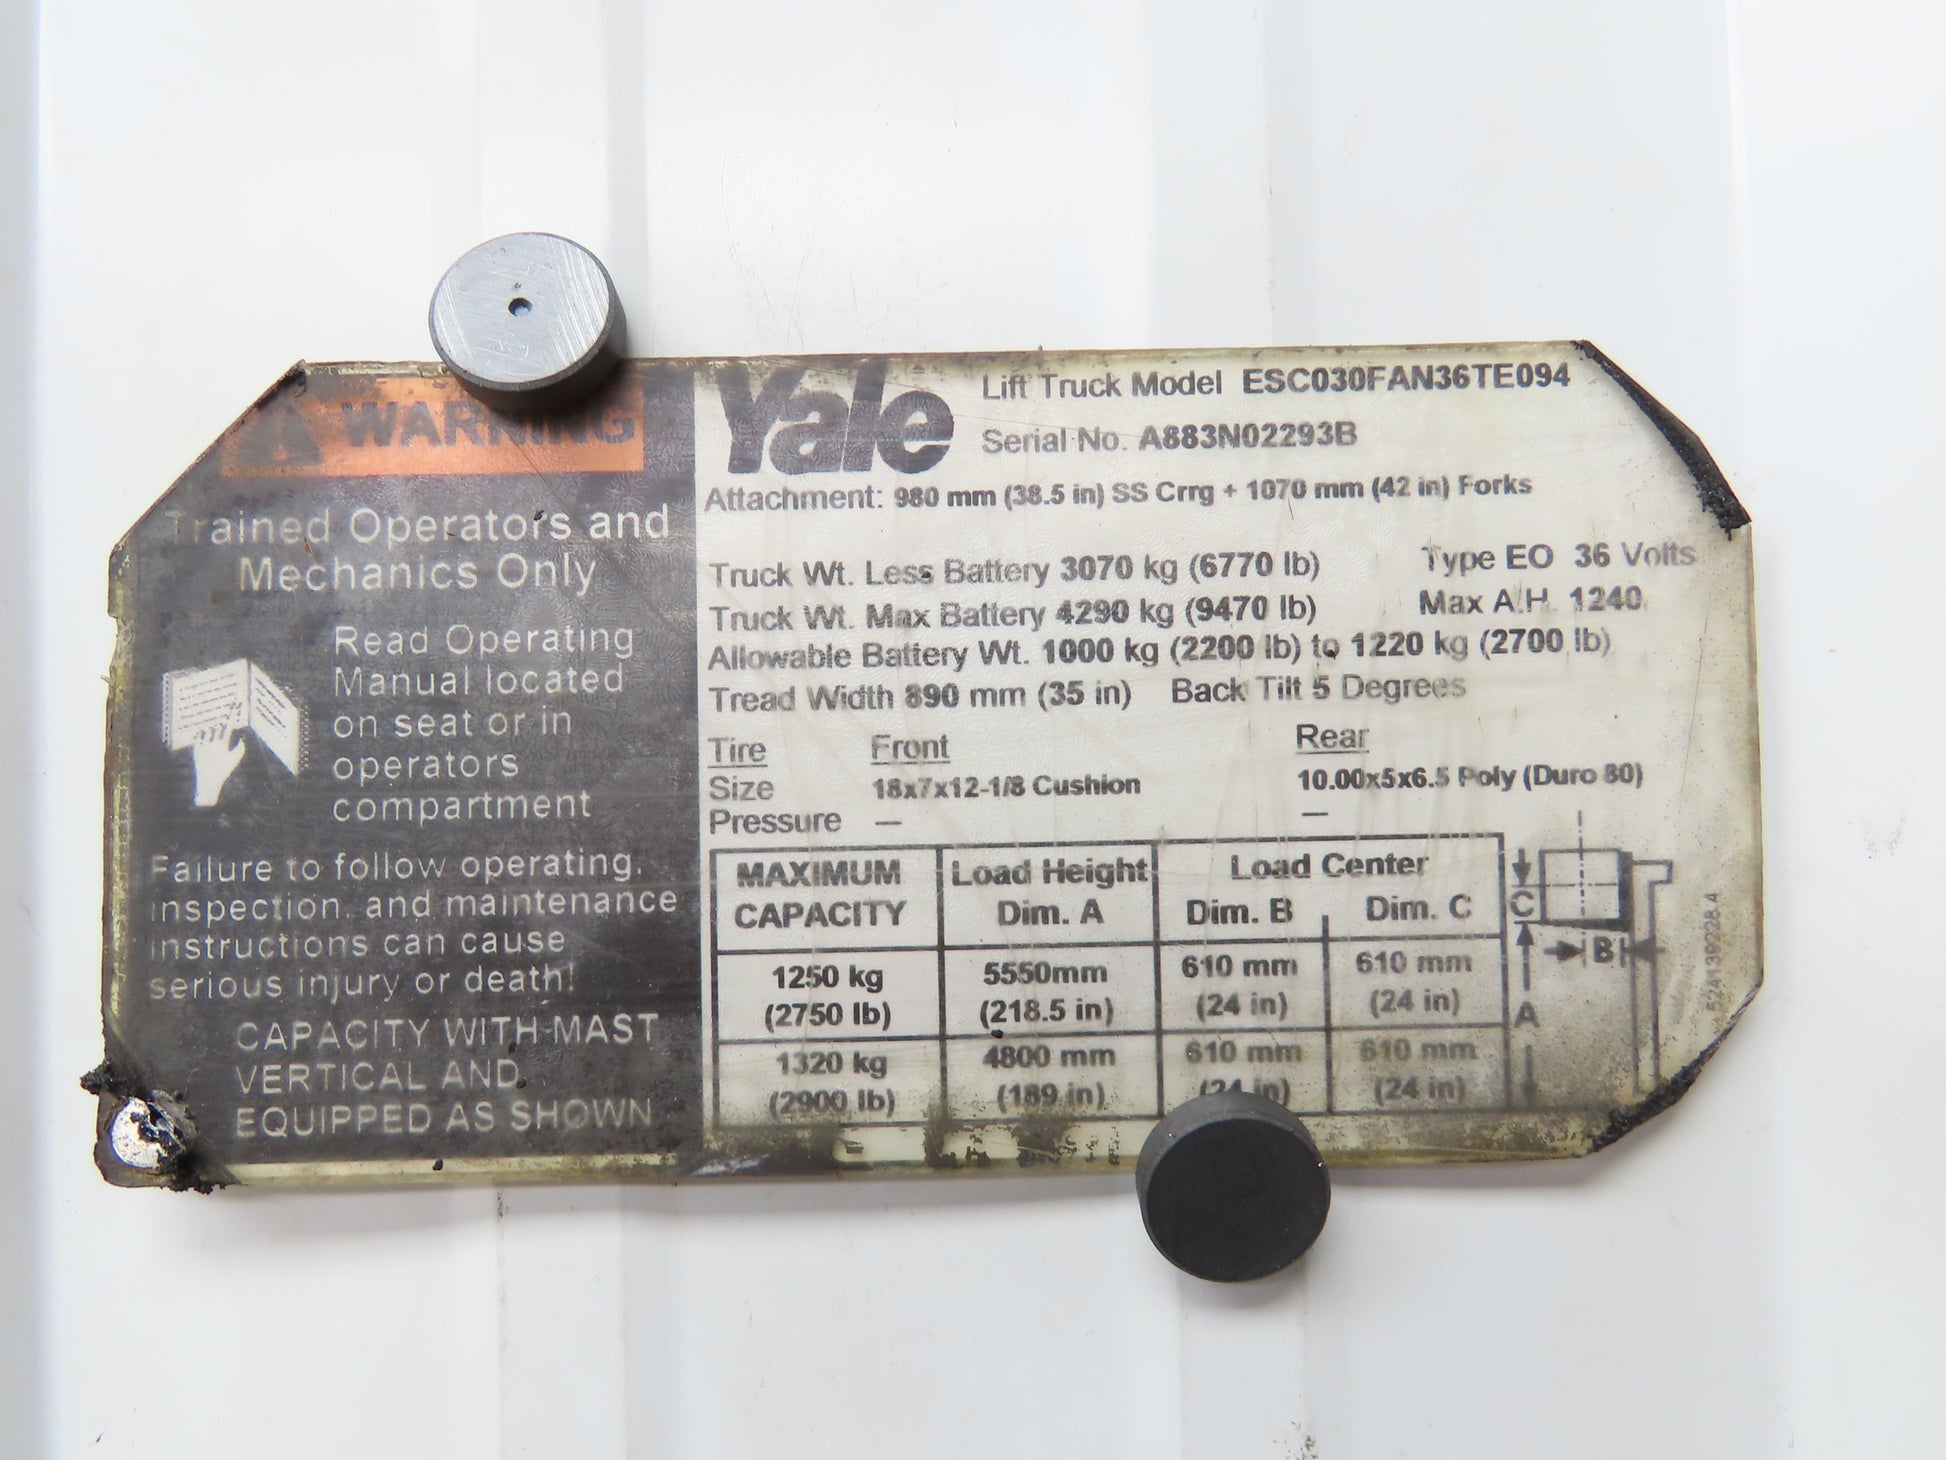 WARNING
Trained Operators and
Mechanics Only
Read Operating
Manual located
on seat or in
operators
compartment
Failure to follow operating,
inspection, and maintenance
instructions can cause
serious injury or death!
CAPACITY WITH MAST
VERTICAL AND
EQUIPPED AS SHOWN
Yale
Lift Truck Model ESC030FAN36TE094
Serial No. A883N02293B
Attachment: 980 mm (38.5 in) SS Crrg + 1070 mm (42 in) Forks
Truck Wt. Less Battery 3070 kg (6770 lb) Type EO 36 Volts
Truck Wt. Max Battery 4290 kg (9470 lb) Max A.H. 1240
Allowable Battery Wt. 1000 kg (2200 lb) to 1220 kg (2700 lb)
Tread Width 890 mm (35 in) Back Tilt 5 Degrees
Tire Front Rear
Size 18x7x12-1/8 Cushion 10.00x5x6.5 Poly (Duro 80)
Pressure — —
MAXIMUM Load Height Load Center
CAPACITY Dim. A Dim. B Dim. C
1250 kg 5550mm 610 mm 610 mm
(2750 lb) (218.5 in) (24 in) (24 in)
1320 kg 4800 mm 610 mm 610 mm
(2900 lb) (189 in) (24 in) (24 in)
C
B
A
524139228.4